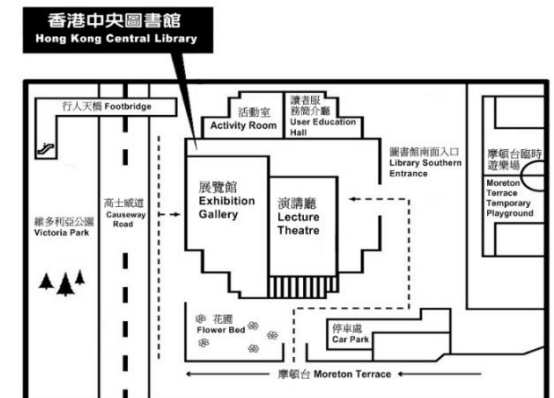 香港中央圖書館
Hong Kong Central Library
行人天橋 Footbridge
活動室
Activity Room
讀者服
務簡介廳
User Education
Hall
圖書館南面入口
Library Southern
Entrance
摩頓台臨時
遊樂場
Moreton
Terrace
Temporary
Playground
維多利亞公園
Victoria Park
高士威道
Causeway
Road
展覽館
Exhibition
Gallery
演講廳
Lecture
Theatre
花圃
Flower Bed
停車處
Car Park
摩頓台 Moreton Terrace